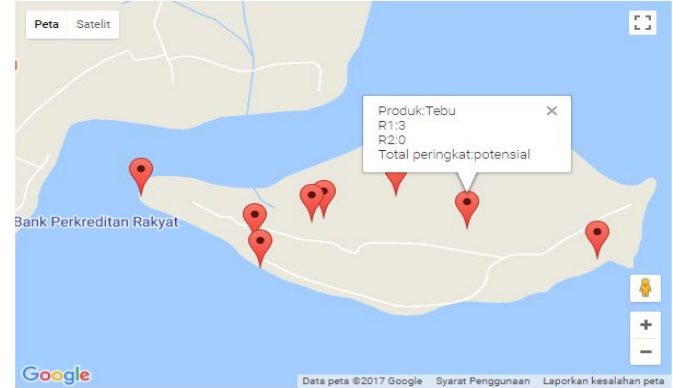 Peta Satelit
Produk:Tebu
R1:3
R2:0
Total peringkat:potensial
Bank Perkreditan Rakyat
Google
Data peta ©2017 Google Syarat Penggunaan Laporkan kesalahan peta